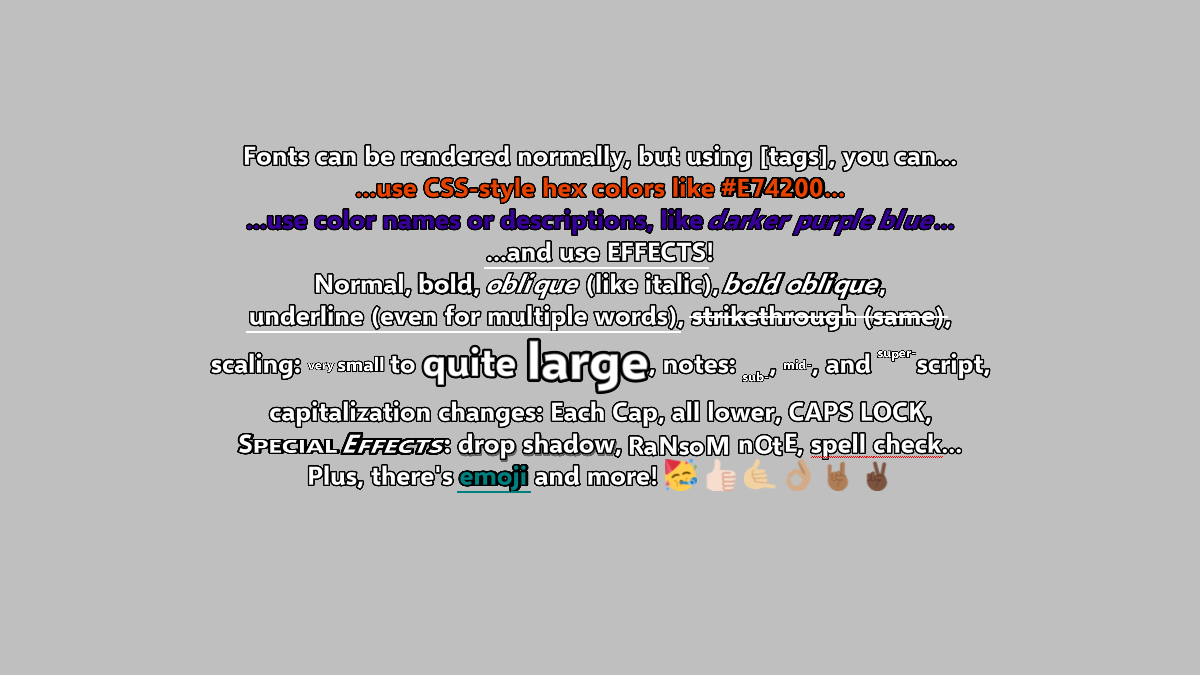 Fonts can be rendered normally, but using [tags], you can...
...use CSS-style hex colors like #E74200...
...use color names or descriptions, like darker purple blue...
...and use EFFECTS!
Normal, bold, oblique (like italic), bold oblique,
underline (even for multiple words), strikethrough (same),
scaling: very small to quite large, notes: sub-, mid-, and super-script,
capitalization changes: Each Cap, all lower, CAPS LOCK,
SPECIAL EFFECTS: drop shadow, RaNsoM nOtE, spell check...
Plus, there's emoji and more! 🥳👍🏻🤙🏼👌🏽🤘🏾✌🏿